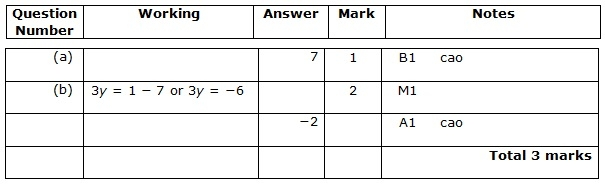 Question Number Working Answer Mark Notes
(a) 7 1 B1 cao
(b) 3y = 1 − 7 or 3y = −6 2 M1
−2 A1 cao
Total 3 marks